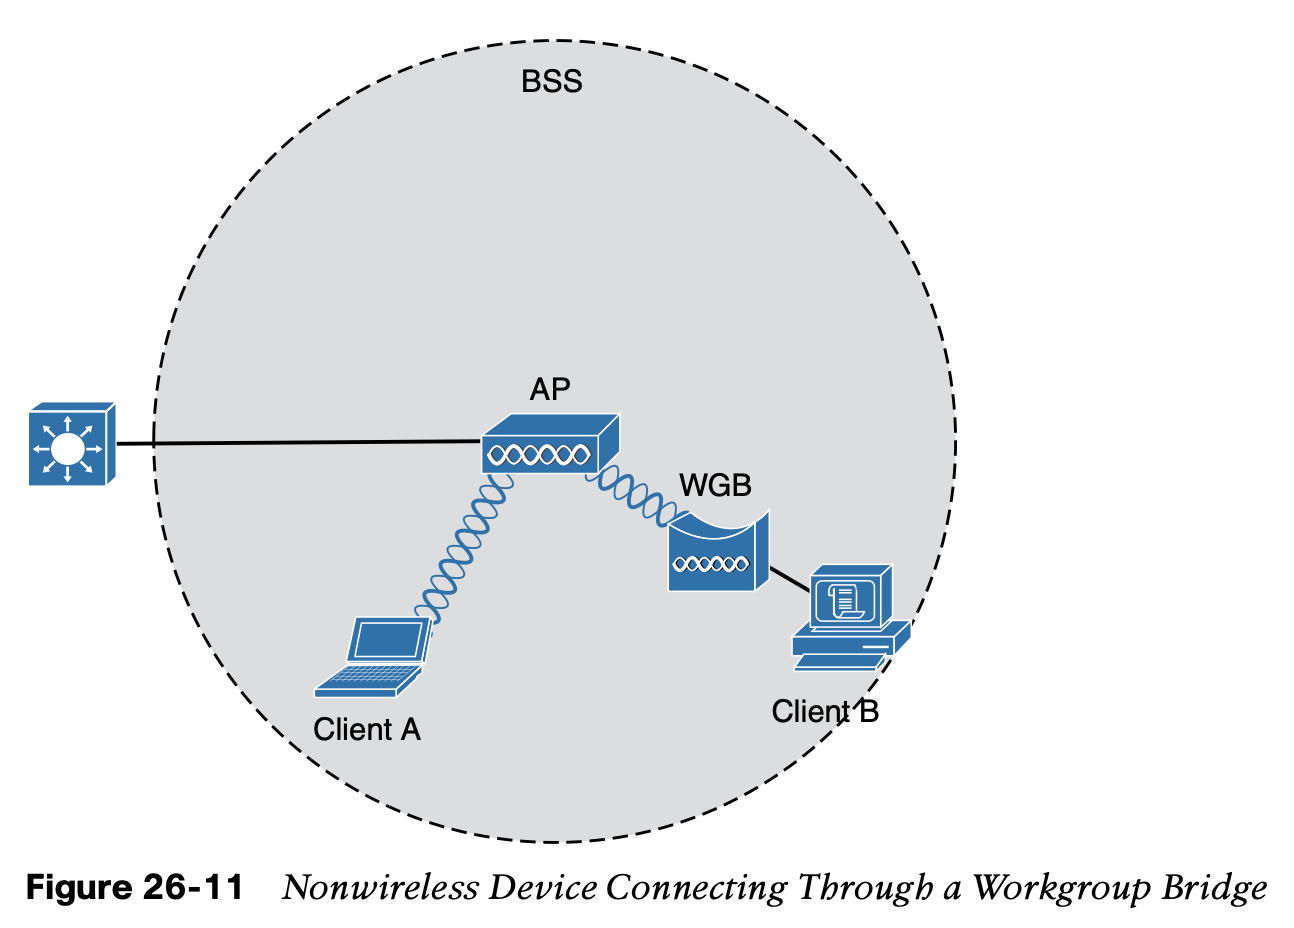 BSS
AP
WGB
Client A
Client B
Figure 26-11 Nonwireless Device Connecting Through a Workgroup Bridge